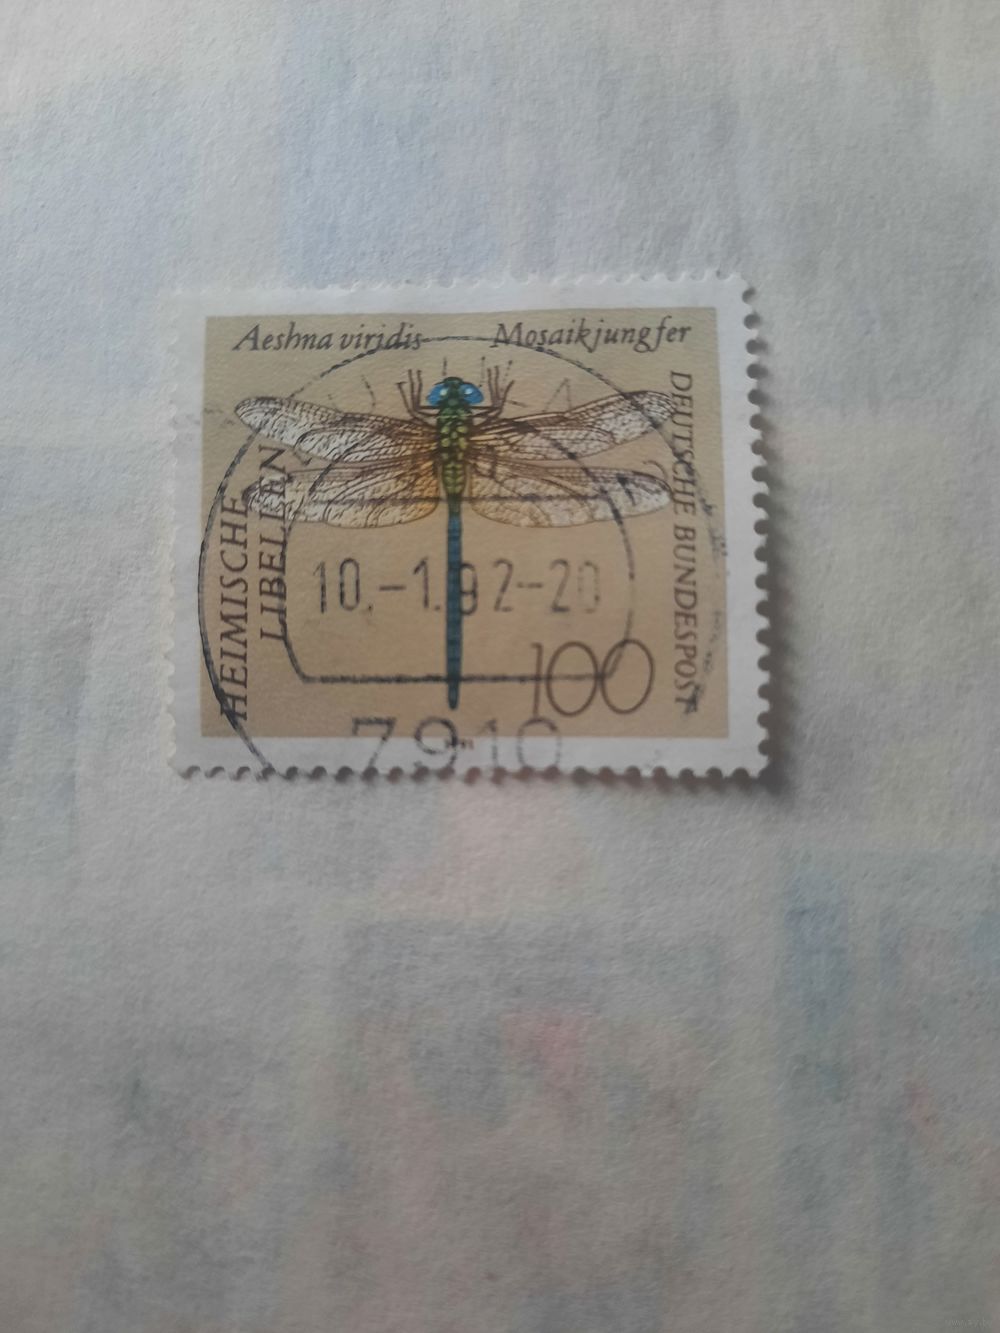 Aeshna viridis Mosaikjungfer
HEIMISCHE
LIBELLEN
DEUTSCHE BUNDESPOST
10.-1.92-20
100
7910